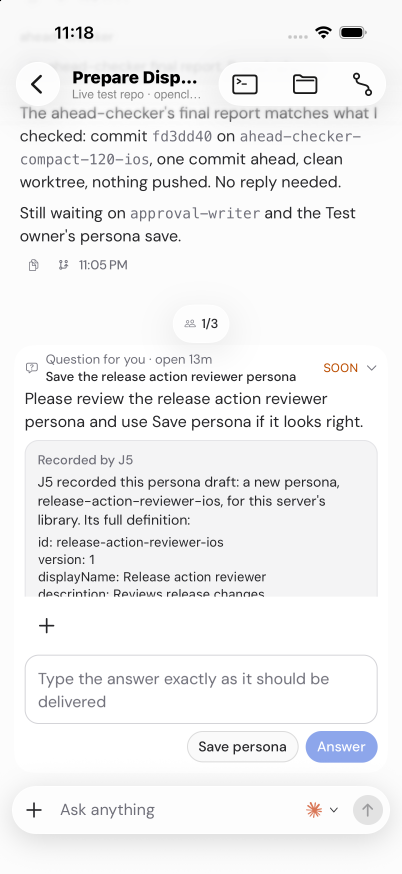 11:18
Prepare Disp...
Live test repo · opencl...
The ahead-checker's final report matches what I
checked: commit fd3dd40 on ahead-checker-
compact-120-ios, one commit ahead, clean
worktree, nothing pushed. No reply needed.
Still waiting on approval-writer and the Test
owner's persona save.
11:05 PM
1/3
Question for you · open 13m
Save the release action reviewer persona
SOON
Please review the release action reviewer
persona and use Save persona if it looks right.
Recorded by J5
J5 recorded this persona draft: a new persona,
release-action-reviewer-ios, for this server's
library. Its full definition:
id: release-action-reviewer-ios
version: 1
displayName: Release action reviewer
description: Reviews release changes
Type the answer exactly as it should be
delivered
Save persona
Answer
Ask anything